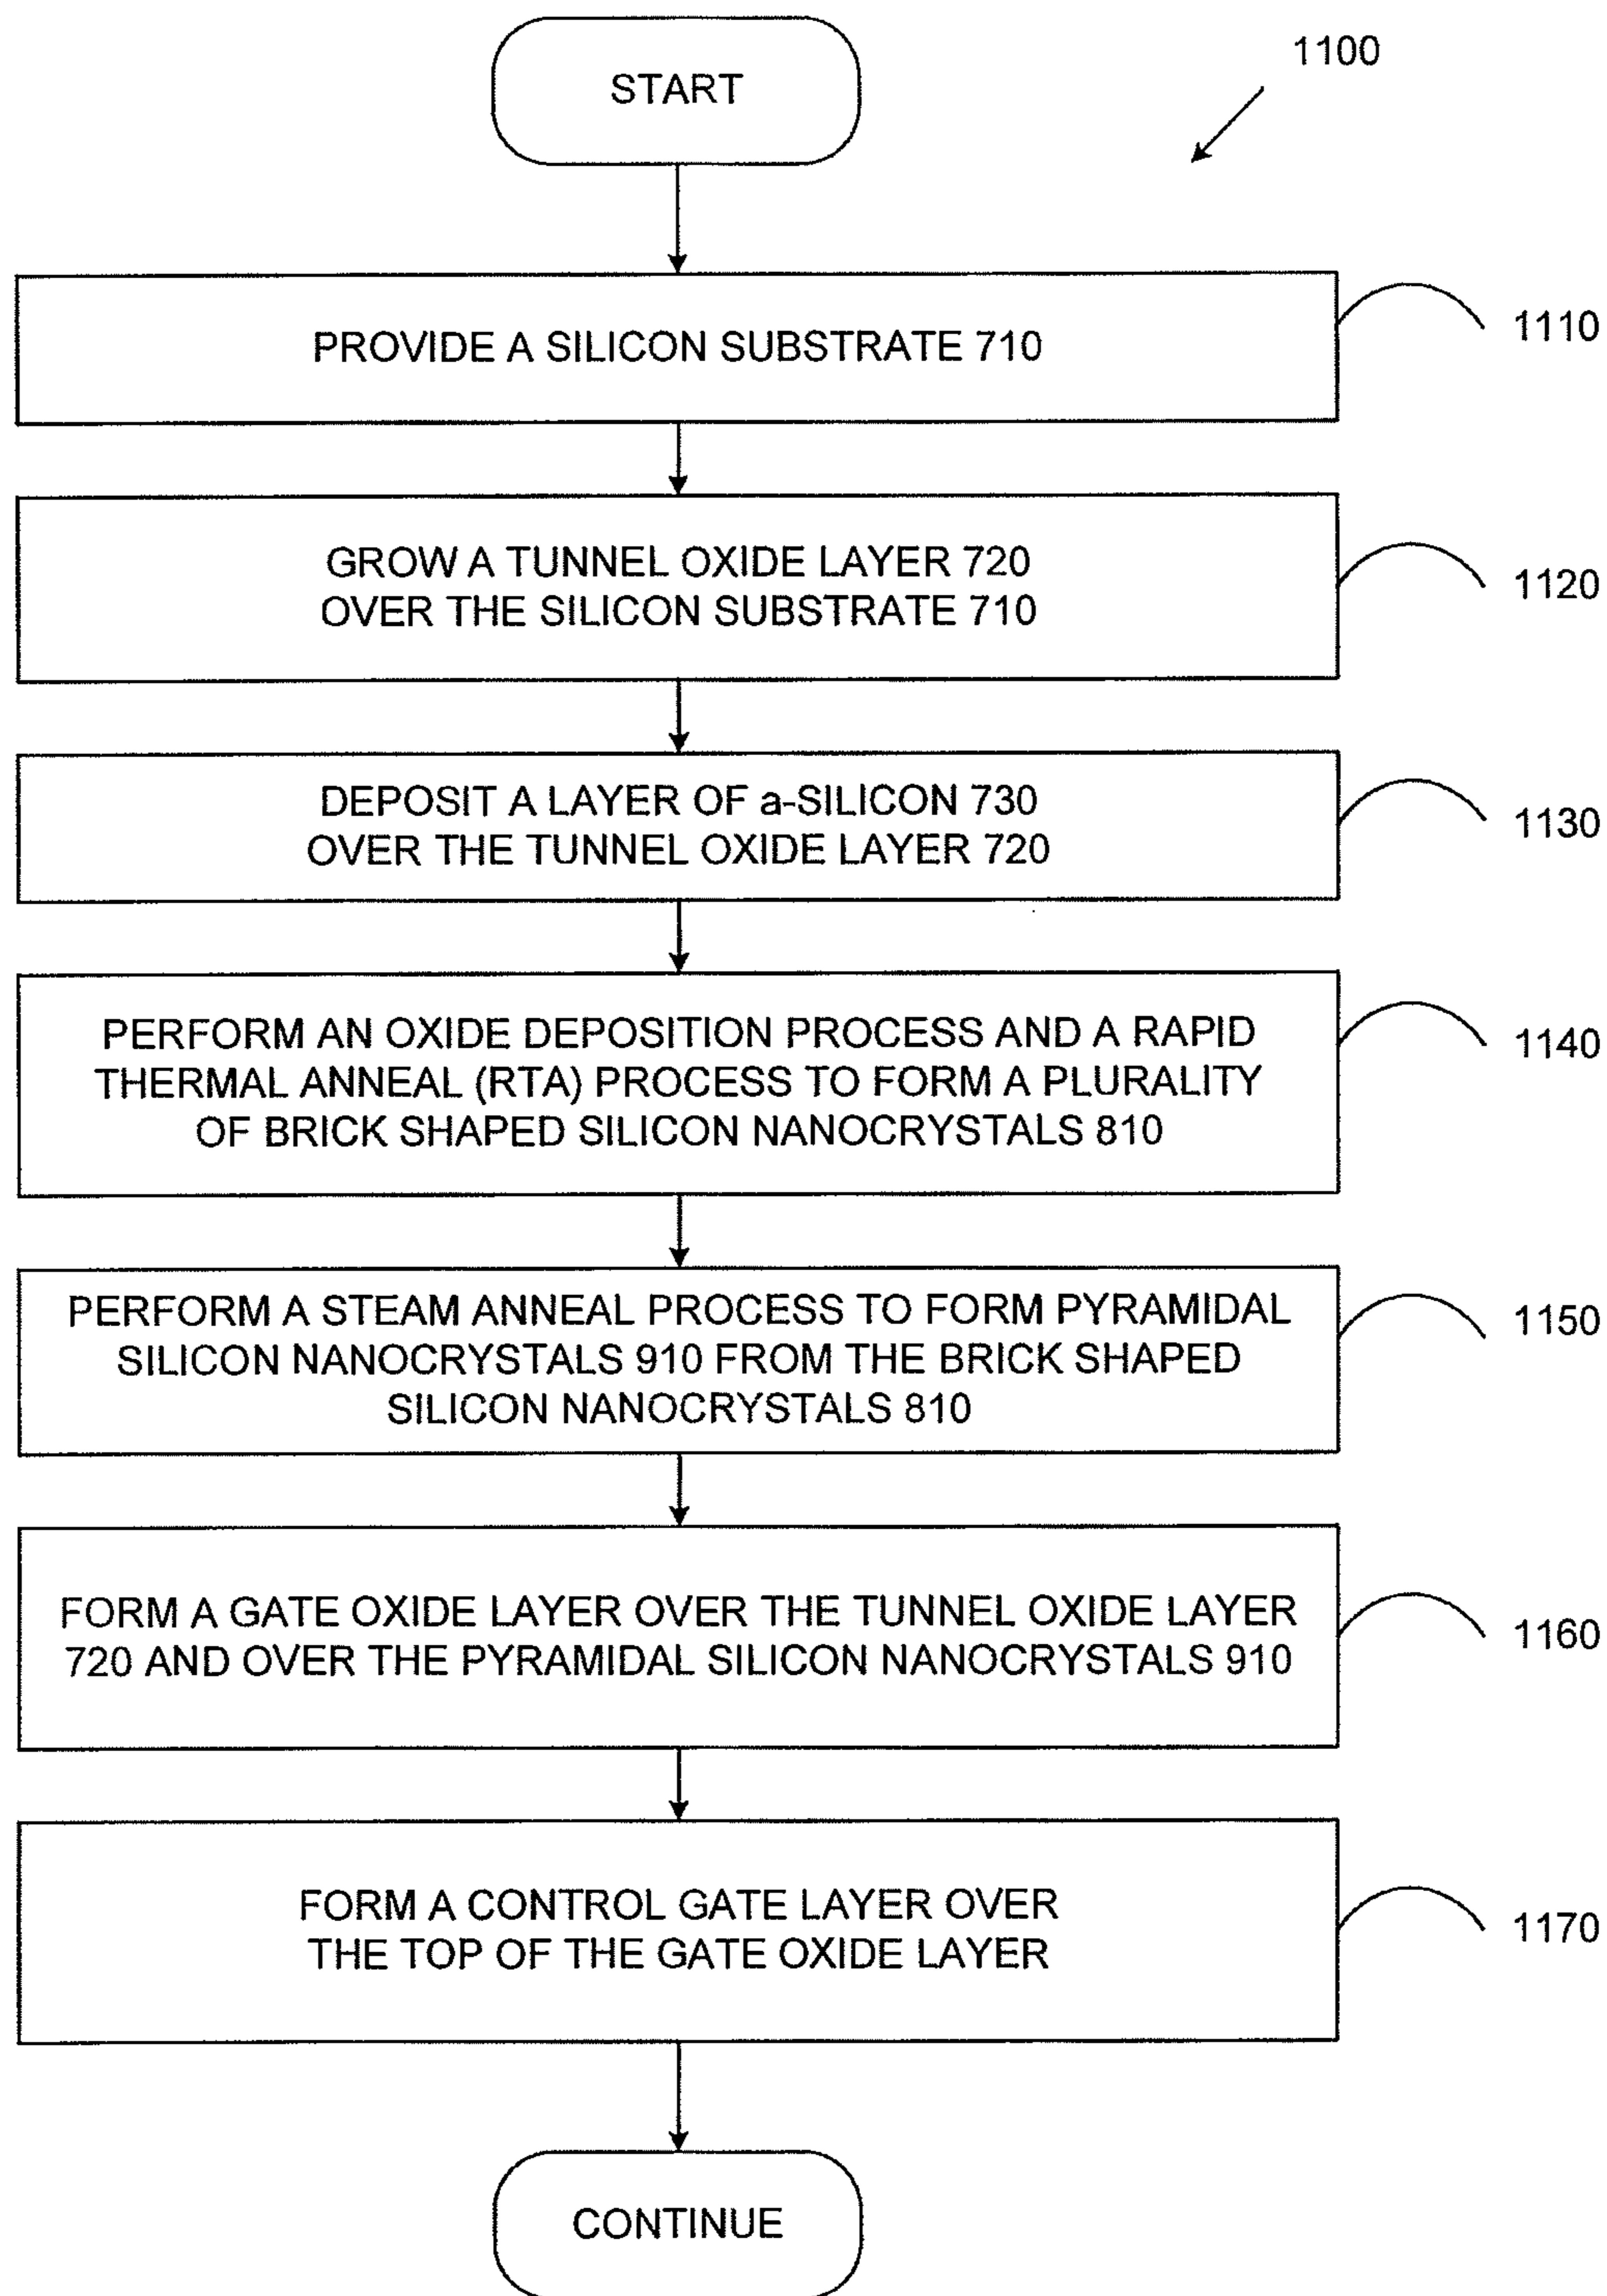 START
1100
PROVIDE A SILICON SUBSTRATE 710
1110
GROW A TUNNEL OXIDE LAYER 720
OVER THE SILICON SUBSTRATE 710
1120
DEPOSIT A LAYER OF a-SILICON 730
OVER THE TUNNEL OXIDE LAYER 720
1130
PERFORM AN OXIDE DEPOSITION PROCESS AND A RAPID
THERMAL ANNEAL (RTA) PROCESS TO FORM A PLURALITY
OF BRICK SHAPED SILICON NANOCRYSTALS 810
1140
PERFORM A STEAM ANNEAL PROCESS TO FORM PYRAMIDAL
SILICON NANOCRYSTALS 910 FROM THE BRICK SHAPED
SILICON NANOCRYSTALS 810
1150
FORM A GATE OXIDE LAYER OVER THE TUNNEL OXIDE LAYER
720 AND OVER THE PYRAMIDAL SILICON NANOCRYSTALS 910
1160
FORM A CONTROL GATE LAYER OVER
THE TOP OF THE GATE OXIDE LAYER
1170
CONTINUE